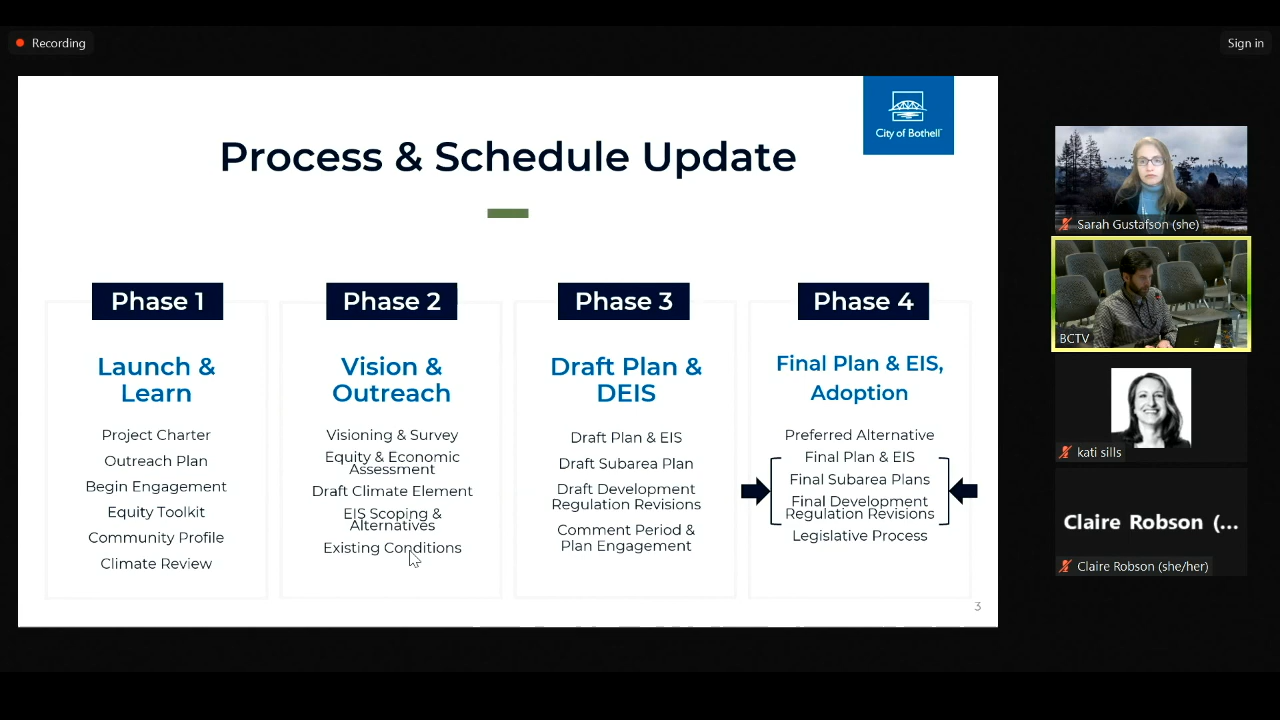 Recording
Sign in
City of Bothell
Process & Schedule Update
Phase 1
Launch &
Learn
Project Charter
Outreach Plan
Begin Engagement
Equity Toolkit
Community Profile
Climate Review
Phase 2
Vision &
Outreach
Visioning & Survey
Equity & Economic
Assessment
Draft Climate Element
EIS Scoping &
Alternatives
Existing Conditions
Phase 3
Draft Plan &
DEIS
Draft Plan & EIS
Draft Subarea Plan
Draft Development
Regulation Revisions
Comment Period &
Plan Engagement
Phase 4
Final Plan & EIS,
Adoption
Preferred Alternative
Final Plan & EIS
Final Subarea Plans
Final Development
Regulation Revisions
Legislative Process
3
Sarah Gustafson (she)
BCTV
kati sills
Claire Robson (...
Claire Robson (she/her)